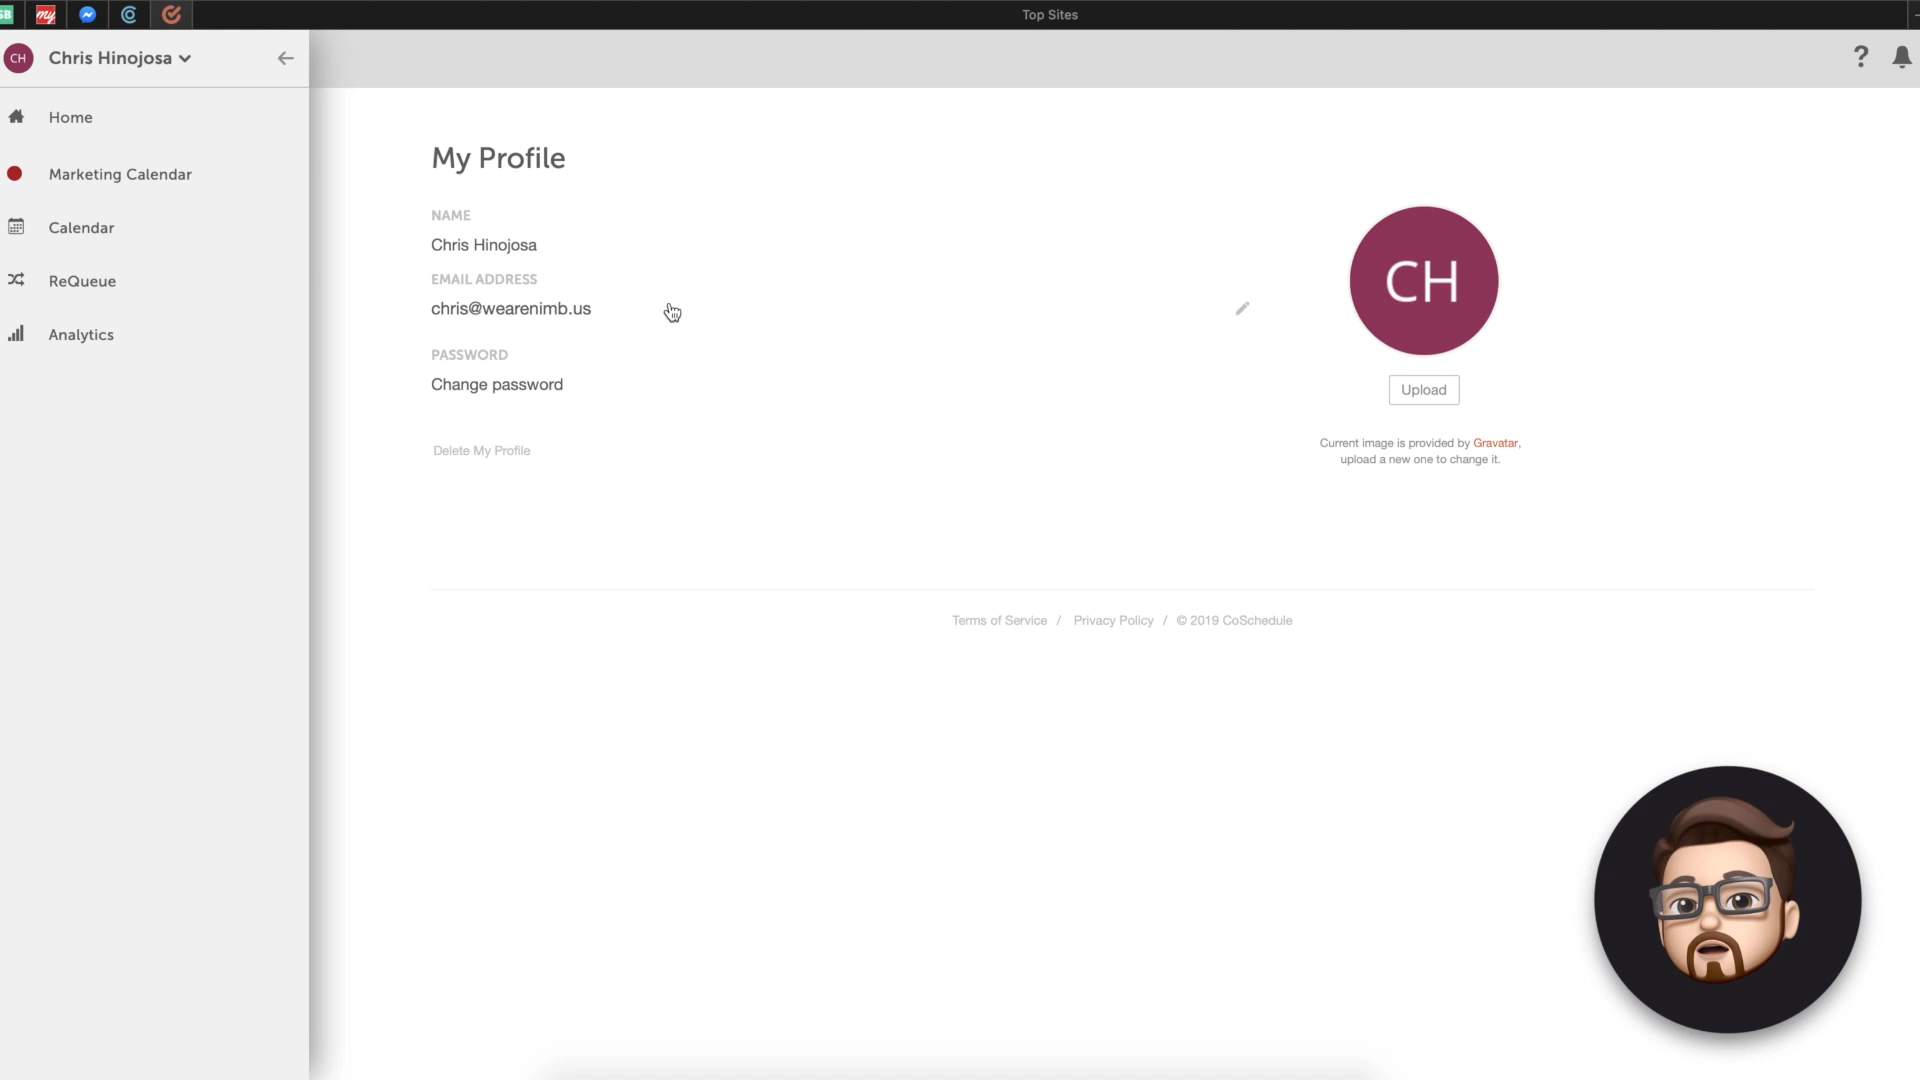 SB
my
Top Sites
CH
Chris Hinojosa
Home
Marketing Calendar
Calendar
ReQueue
Analytics
?
My Profile
NAME
Chris Hinojosa
EMAIL ADDRESS
chris@wearenimb.us
PASSWORD
Change password
Delete My Profile
CH
Upload
Current image is provided by Gravatar,
upload a new one to change it.
Terms of Service / Privacy Policy / © 2019 CoSchedule